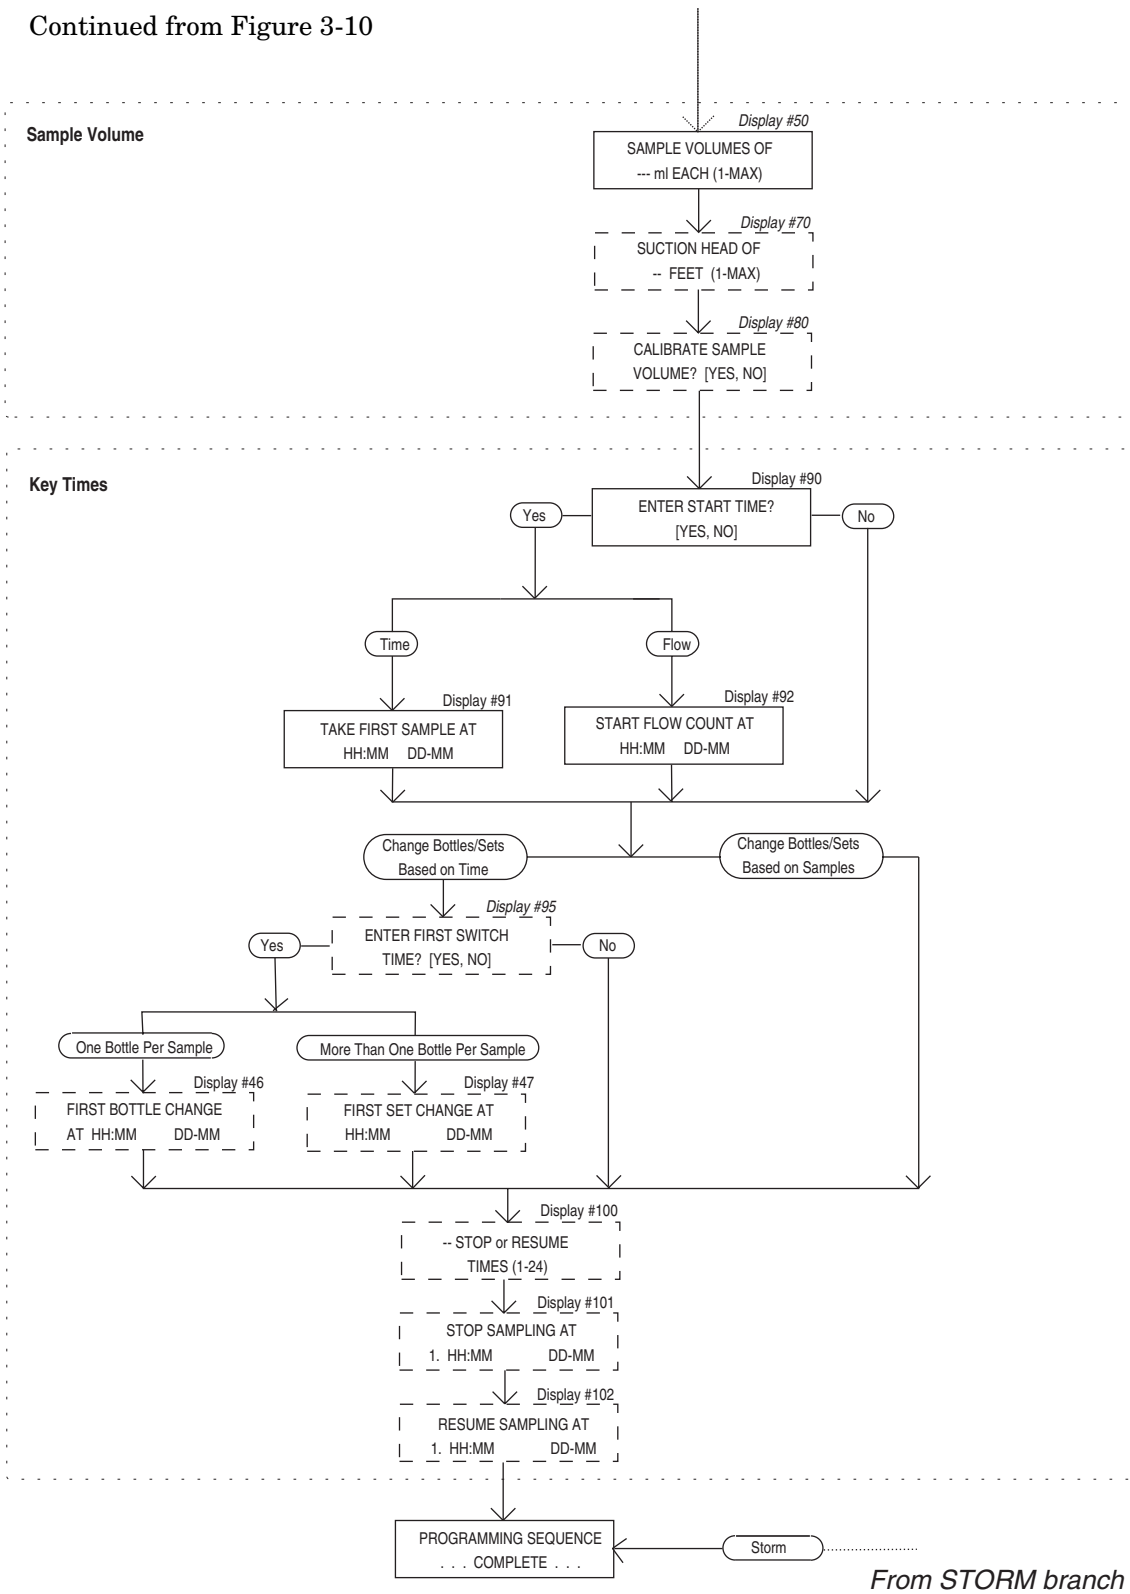 Continued from Figure 3-10
Sample Volume
Display #50
SAMPLE VOLUMES OF
--- ml EACH (1-MAX)
Display #70
SUCTION HEAD OF
-- FEET (1-MAX)
Display #80
CALIBRATE SAMPLE
VOLUME? [YES, NO]
Key Times
Display #90
ENTER START TIME?
[YES, NO]
Yes
No
Time
Flow
Display #91
TAKE FIRST SAMPLE AT
HH:MM DD-MM
Display #92
START FLOW COUNT AT
HH:MM DD-MM
Change Bottles/Sets
Based on Time
Change Bottles/Sets
Based on Samples
Display #95
ENTER FIRST SWITCH
TIME? [YES, NO]
Yes
No
One Bottle Per Sample
More Than One Bottle Per Sample
Display #46
FIRST BOTTLE CHANGE
AT HH:MM DD-MM
Display #47
FIRST SET CHANGE AT
HH:MM DD-MM
Display #100
-- STOP or RESUME
TIMES (1-24)
Display #101
STOP SAMPLING AT
1. HH:MM DD-MM
Display #102
RESUME SAMPLING AT
1. HH:MM DD-MM
PROGRAMMING SEQUENCE
. . . COMPLETE . . .
Storm
From STORM branch